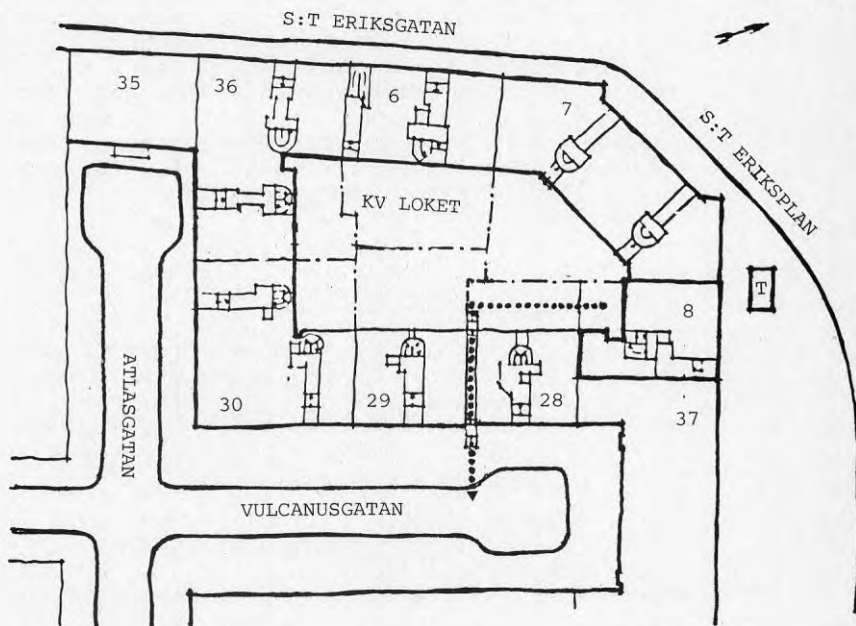 S:T ERIKSGATAN
35
36
6
7
S:T ERIKSPLAN
KV LOKET
T
8
ATLASGATAN
30
29
28
37
VULCANUSGATAN